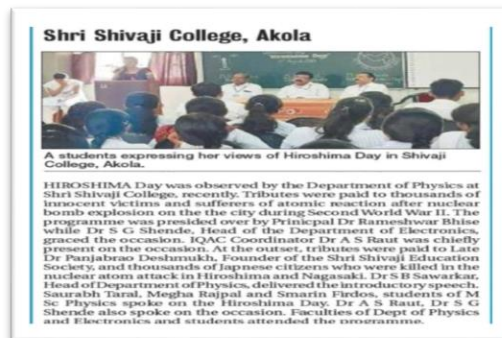 Shri Shivaji College, Akola
Hiroshima Day
A students expressing her views of Hiroshima Day in Shivaji
College, Akola.
HIROSHIMA Day was observed by the Department of Physics at
Shri Shivaji College, recently. Tributes were paid to thousands of
innocent victims and sufferers of atomic reaction after nuclear
bomb explosion on the the city during Second World War II. The
programme was presided over by Prinicpal Dr Rameshwar Bhise
while Dr S G Shende, Head of the Department of Electronics,
graced the occasion. IQAC Coordinator Dr A S Raut was chiefly
present on the occasion. At the outset, tributes were paid to Late
Dr Panjabrao Deshmukh, Founder of the Shri Shivaji Education
Society, and thousands of Japnese citizens who were killed in the
nuclear atom attack in Hiroshima and Nagasaki. Dr S B Sawarkar,
Head of Department of Physics, delivered the introductory speech.
Saurabh Taral, Megha Rajpal and Smarin Firdos, students of M
Sc Physics spoke on the Hiroshima Day. Dr A S Raut, Dr S G
Shende also spoke on the occasion. Faculties of Dept of Physics
and Electronics and students attended the programme.